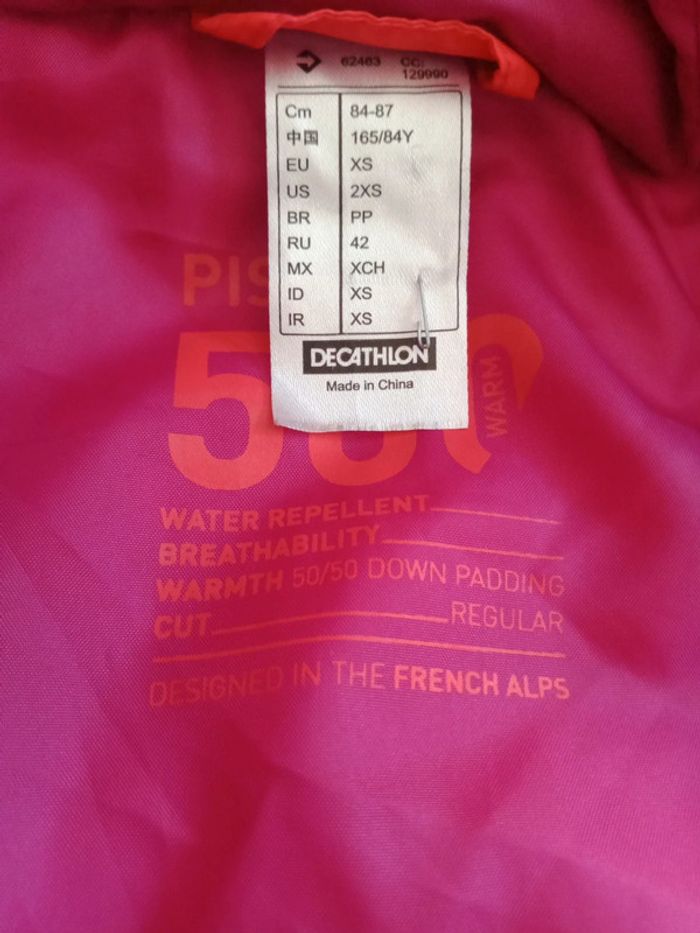 62463 CC:
129990
Cm 84-87
中国 165/84Y
EU XS
US 2XS
BR PP
RU 42
MX XCH
ID XS
IR XS
DECATHLON
Made in China
WARM
WATER REPELLENT
BREATHABILITY
WARMTH 50/50 DOWN PADDING
CUT REGULAR
DESIGNED IN THE FRENCH ALPS